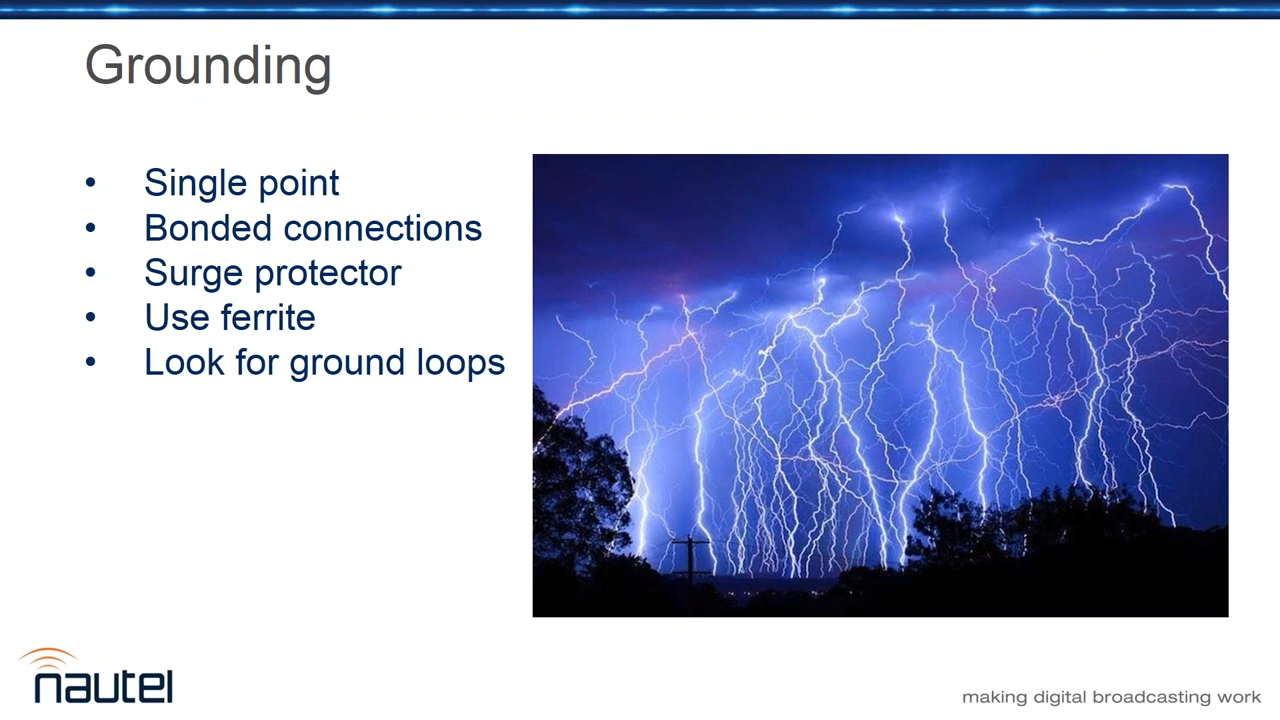 Grounding
• Single point
• Bonded connections
• Surge protector
• Use ferrite
• Look for ground loops
nautel
making digital broadcasting work